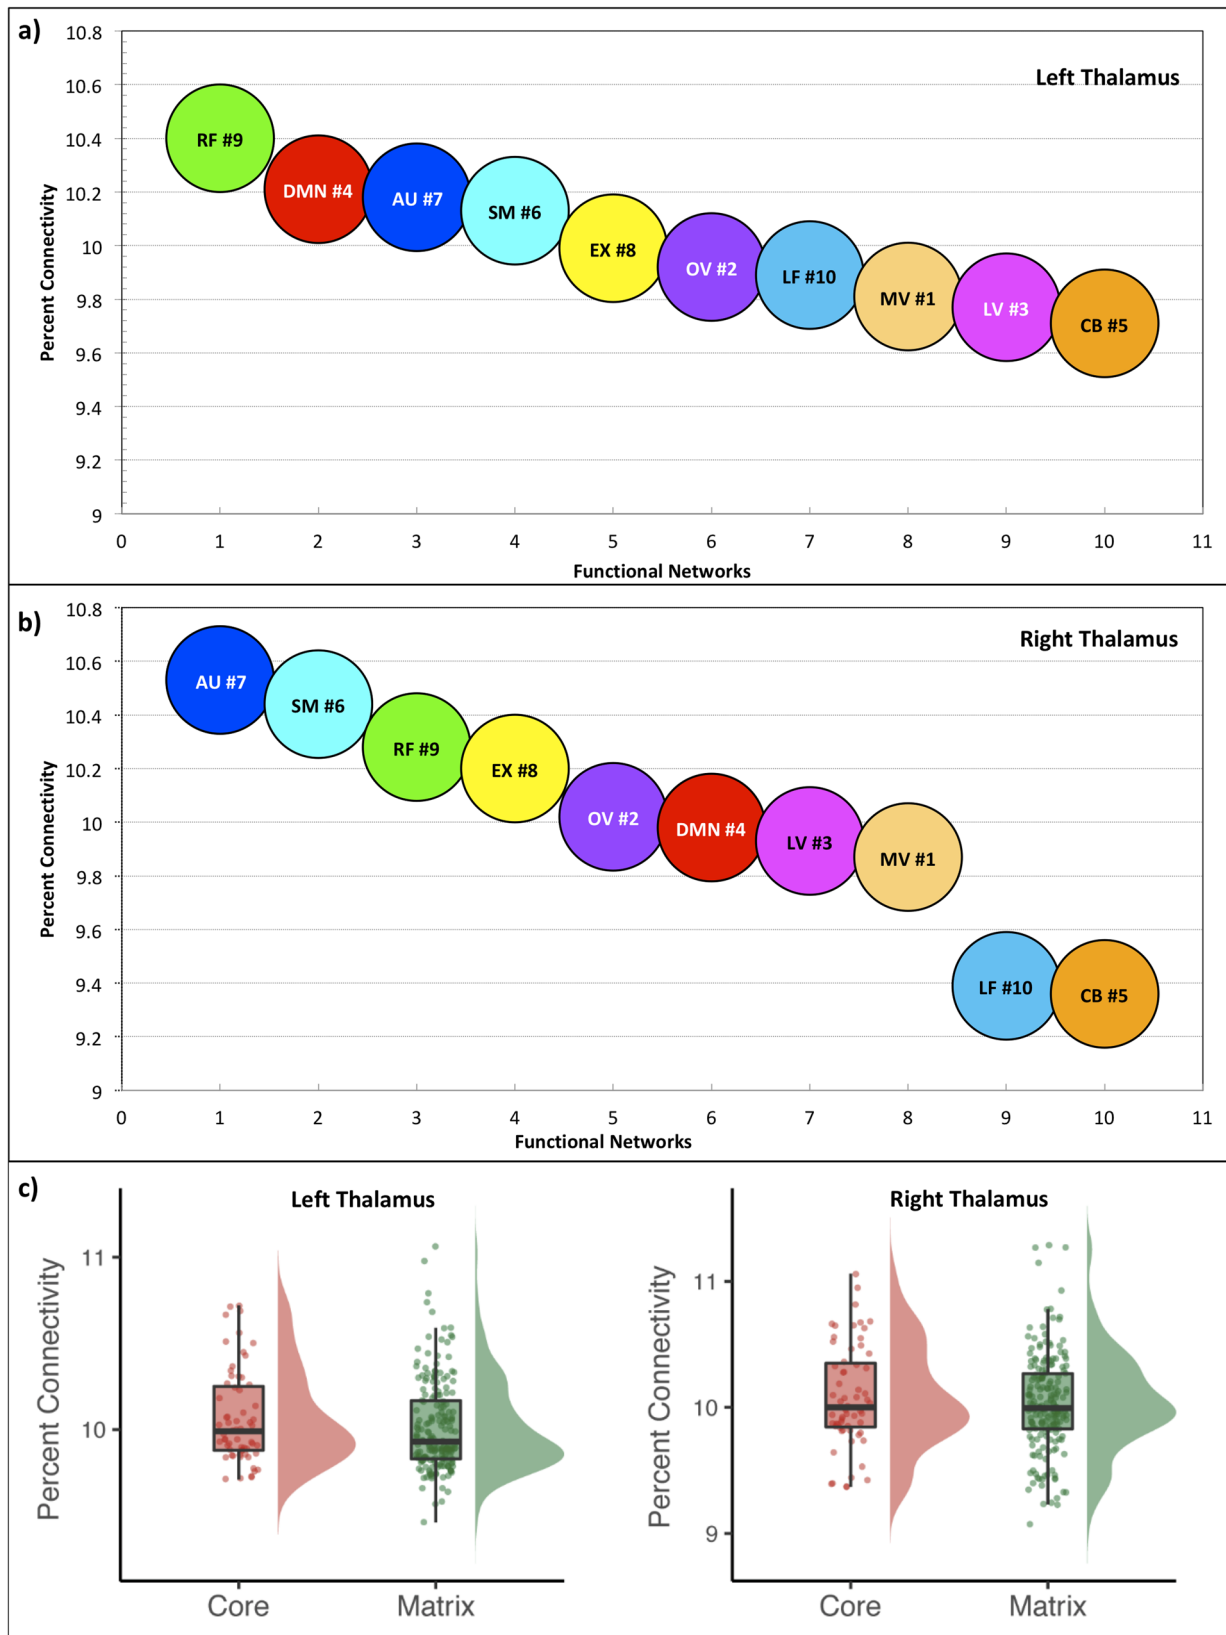 a)
Left Thalamus
Percent Connectivity
10.8
10.6
10.4
10.2
10
9.8
9.6
9.4
9.2
9
RF #9
DMN #4
AU #7
SM #6
EX #8
OV #2
LF #10
MV #1
LV #3
CB #5
0 1 2 3 4 5 6 7 8 9 10 11
Functional Networks
b)
Right Thalamus
Percent Connectivity
10.8
10.6
10.4
10.2
10
9.8
9.6
9.4
9.2
9
AU #7
SM #6
RF #9
EX #8
OV #2
DMN #4
LV #3
MV #1
LF #10
CB #5
0 1 2 3 4 5 6 7 8 9 10 11
Functional Networks
c)
Left Thalamus
Percent Connectivity
11
10
Core Matrix
Right Thalamus
Percent Connectivity
11
10
9
Core Matrix